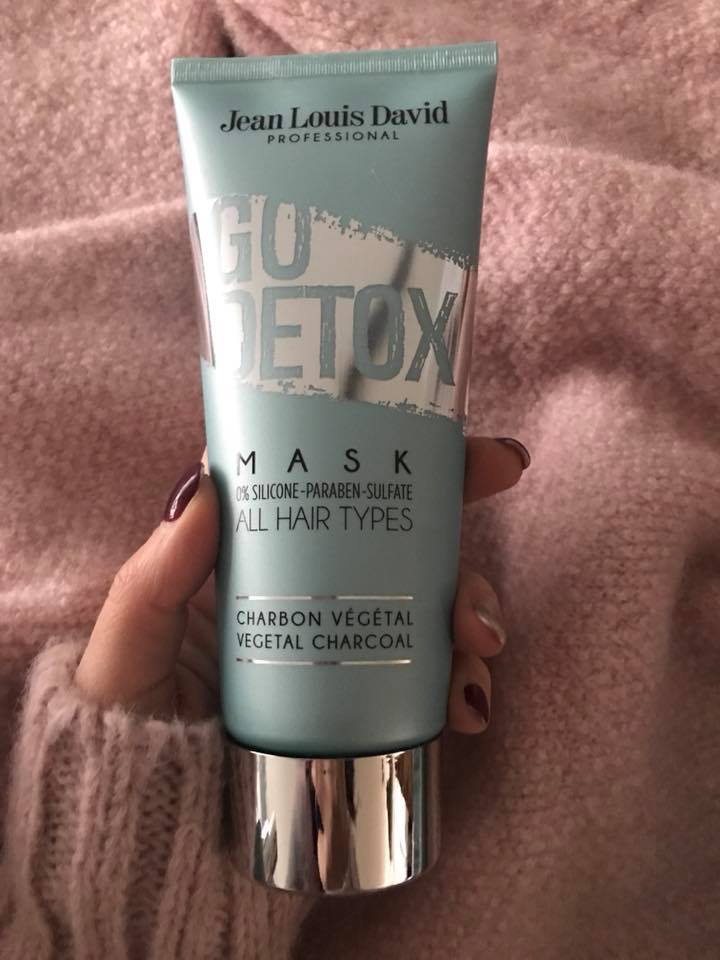 Jean Louis David
PROFESSIONAL
GO
DETOX
MASK
0% SILICONE-PARABEN-SULFATE
ALL HAIR TYPES
CHARBON VÉGÉTAL
VEGETAL CHARCOAL